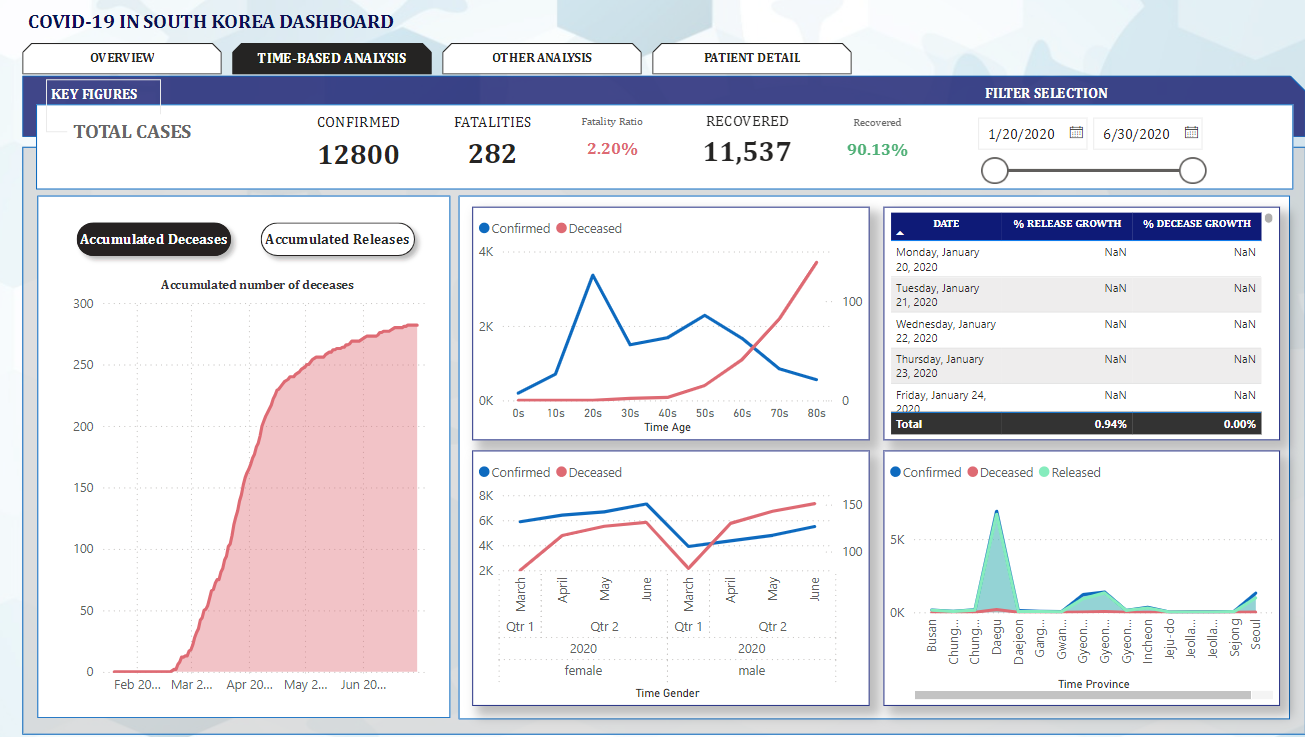 COVID-19 IN SOUTH KOREA DASHBOARD
OVERVIEW
TIME-BASED ANALYSIS
OTHER ANALYSIS
PATIENT DETAIL
KEY FIGURES
FILTER SELECTION
TOTAL CASES
CONFIRMED
12800
FATALITIES
282
Fatality Ratio
2.20%
RECOVERED
11,537
Recovered
90.13%
1/20/2020
6/30/2020
Accumulated Deceases
Accumulated Releases
Accumulated number of deceases
300
250
200
150
100
50
0
Feb 20... Mar 2... Apr 20... May 2... Jun 20...
Confirmed Deceased
4K
2K
0K
100
0
0s 10s 20s 30s 40s 50s 60s 70s 80s
Time Age
DATE % RELEASE GROWTH % DECEASE GROWTH
Monday, January NaN NaN
20, 2020
Tuesday, January NaN NaN
21, 2020
Wednesday, January NaN NaN
22, 2020
Thursday, January NaN NaN
23, 2020
Friday, January 24, NaN NaN
2020
Total 0.94% 0.00%
Confirmed Deceased
8K
6K
4K
2K
150
100
March April May June March April May June
Qtr 1 Qtr 2 Qtr 1 Qtr 2
2020 2020
female male
Time Gender
Confirmed Deceased Released
5K
0K
Busan Chung... Chung... Daegu Daejeon Gang... Gwan... Gyeon... Gyeon... Gyeon... Incheon Jeju-do Jeolla... Jeolla... Sejong Seoul
Time Province